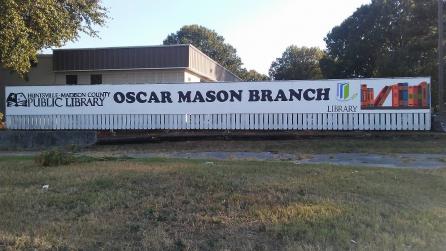 HUNTSVILLE-MADISON COUNTY
PUBLIC LIBRARY
OSCAR MASON BRANCH
LIBRARY